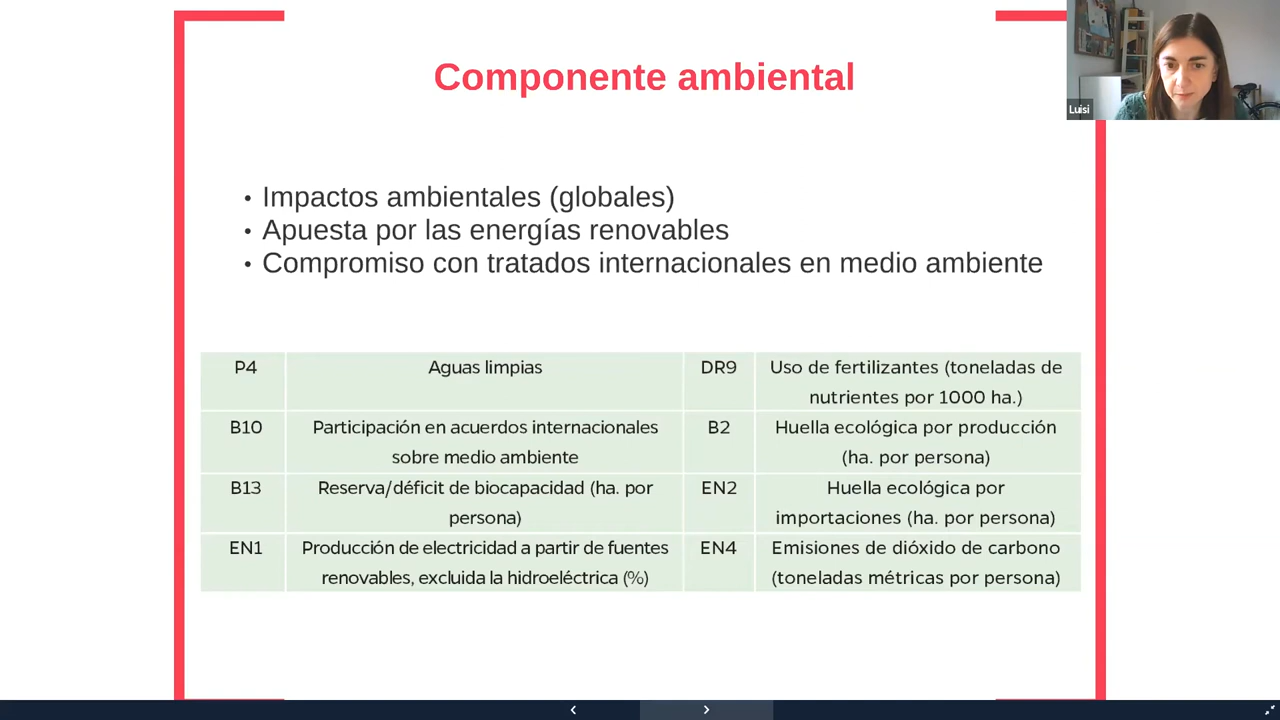 Componente ambiental
Luisi
• Impactos ambientales (globales)
• Apuesta por las energías renovables
• Compromiso con tratados internacionales en medio ambiente
P4 Aguas limpias DR9 Uso de fertilizantes (toneladas de
nutrientes por 1000 ha.)
B10 Participación en acuerdos internacionales B2 Huella ecológica por producción
sobre medio ambiente (ha. por persona)
B13 Reserva/déficit de biocapacidad (ha. por EN2 Huella ecológica por
persona) importaciones (ha. por persona)
EN1 Producción de electricidad a partir de fuentes EN4 Emisiones de dióxido de carbono
renovables, excluida la hidroeléctrica (%) (toneladas métricas por persona)